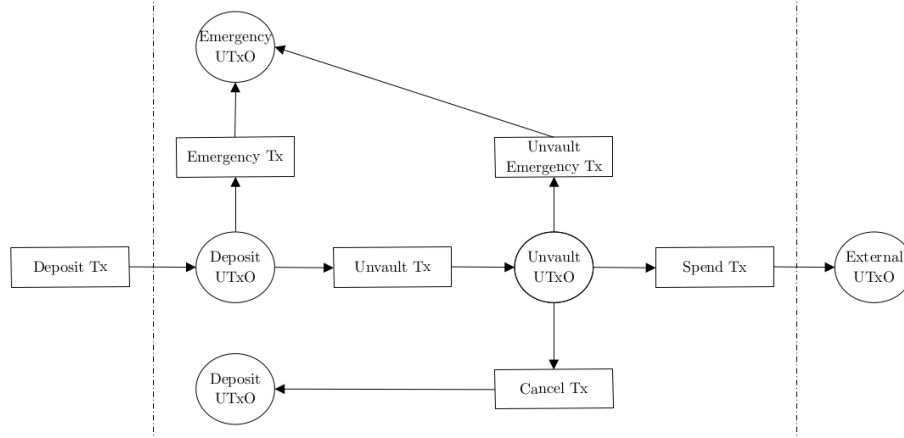 Emergency
UTxO
Emergency Tx
Unvault
Emergency Tx
Deposit Tx
Deposit
UTxO
Unvault Tx
Unvault
UTxO
Spend Tx
External
UTxO
Deposit
UTxO
Cancel Tx